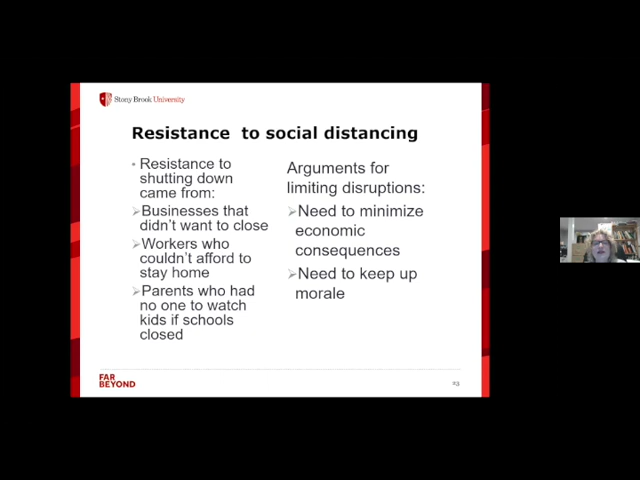 Stony Brook University
Resistance  to social distancing
• Resistance to
shutting down
came from:
➢Businesses that
didn't want to close
➢Workers who
couldn't afford to
stay home
➢Parents who had
no one to watch
kids if schools
closed
Arguments for
limiting disruptions:
➢Need to minimize
economic
consequences
➢Need to keep up
morale
FAR
BEYOND
23